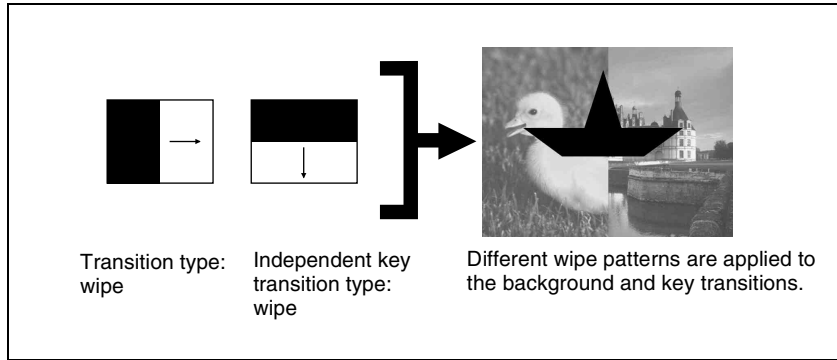 Transition type:
wipe
Independent key
transition type:
wipe
Different wipe patterns are applied to
the background and key transitions.